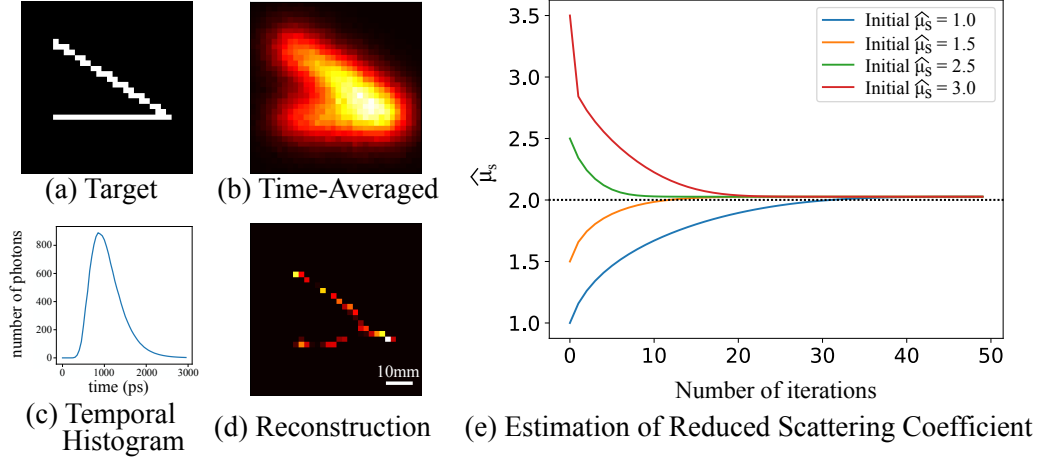 (a) Target
(b) Time-Averaged
number of photons
800
600
400
200
0
0
1000
2000
3000
time (ps)
(c) Temporal
Histogram
10mm
(d) Reconstruction
3.5
3.0
2.5
2.0
1.5
1.0
μ̂s
0
10
20
30
40
50
Number of iterations
Initial μ̂s = 1.0
Initial μ̂s = 1.5
Initial μ̂s = 2.5
Initial μ̂s = 3.0
(e) Estimation of Reduced Scattering Coefficient